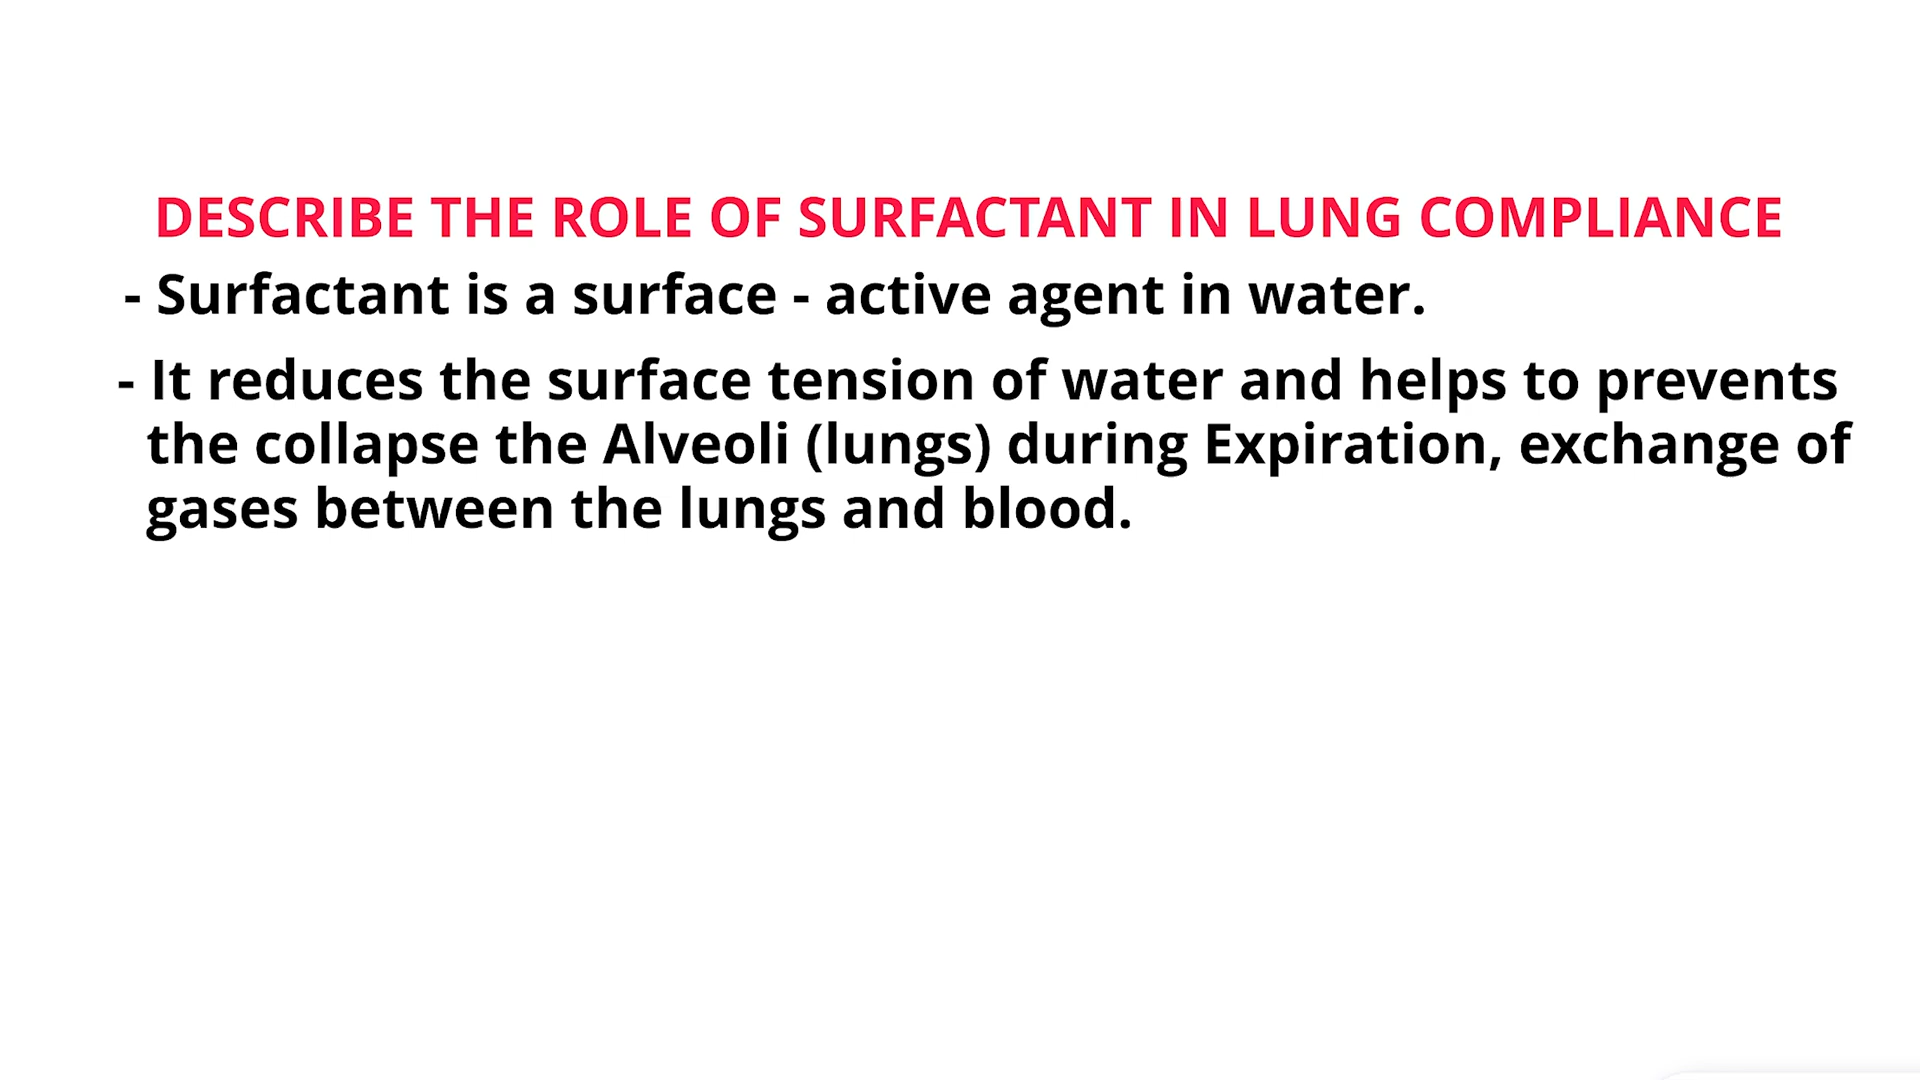 DESCRIBE THE ROLE OF SURFACTANT IN LUNG COMPLIANCE
- Surfactant is a surface - active agent in water.
- It reduces the surface tension of water and helps to prevents
the collapse the Alveoli (lungs) during Expiration, exchange of
gases between the lungs and blood.